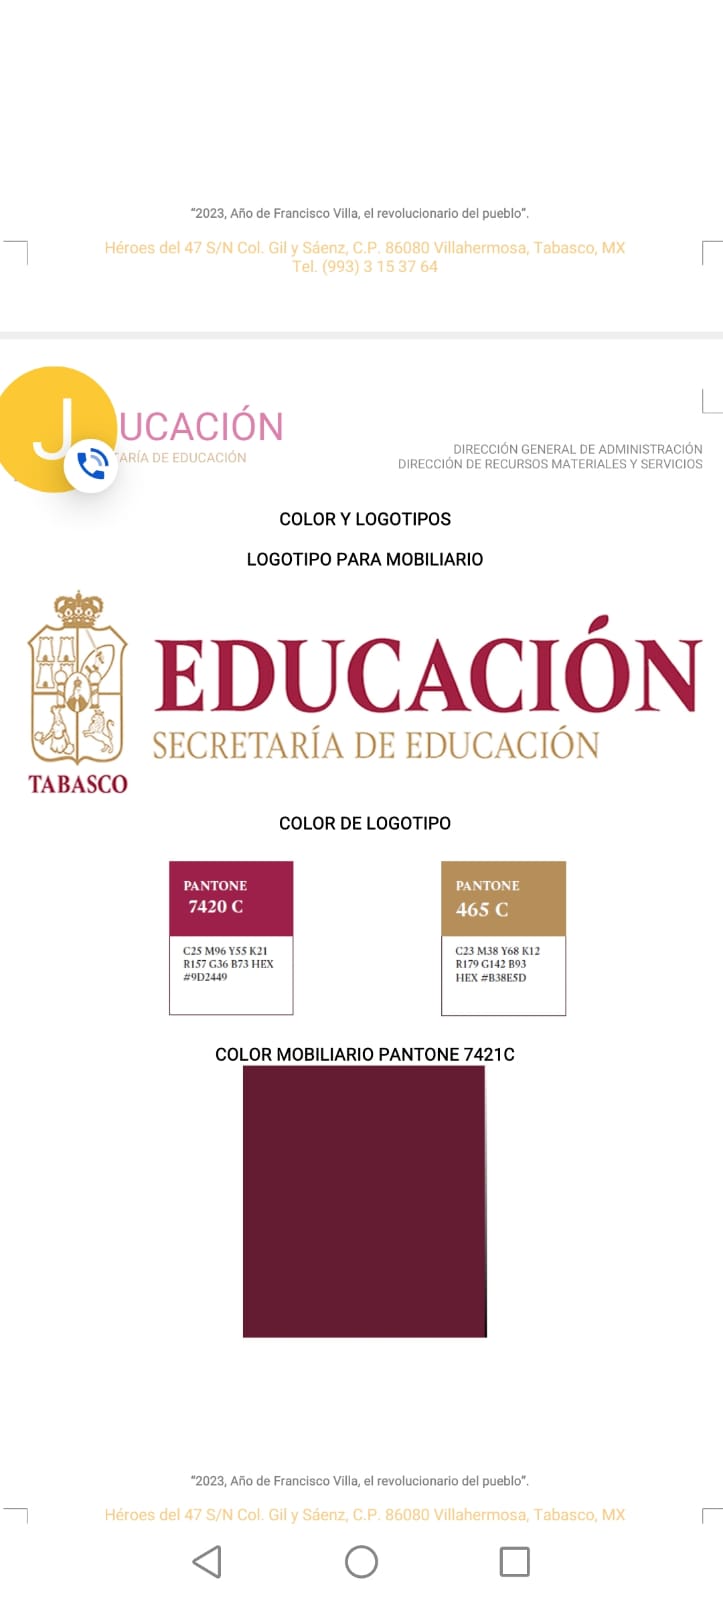 “2023, Año de Francisco Villa, el revolucionario del pueblo”.
Héroes del 47 S/N Col. Gil y Sáenz, C.P. 86080 Villahermosa, Tabasco, MX
Tel. (993) 3 15 37 64
J
UCACIÓN
ARÍA DE EDUCACIÓN
DIRECCIÓN GENERAL DE ADMINISTRACIÓN
DIRECCIÓN DE RECURSOS MATERIALES Y SERVICIOS
COLOR Y LOGOTIPOS
LOGOTIPO PARA MOBILIARIO
EDUCACIÓN
SECRETARÍA DE EDUCACIÓN
TABASCO
COLOR DE LOGOTIPO
PANTONE
7420 C
C25 M96 Y55 K21
R157 G36 B73 HEX
#9D2449
PANTONE
465 C
C23 M38 Y68 K12
R179 G142 B93
HEX #B38E5D
COLOR MOBILIARIO PANTONE 7421C
“2023, Año de Francisco Villa, el revolucionario del pueblo”.
Héroes del 47 S/N Col. Gil y Sáenz, C.P. 86080 Villahermosa, Tabasco, MX